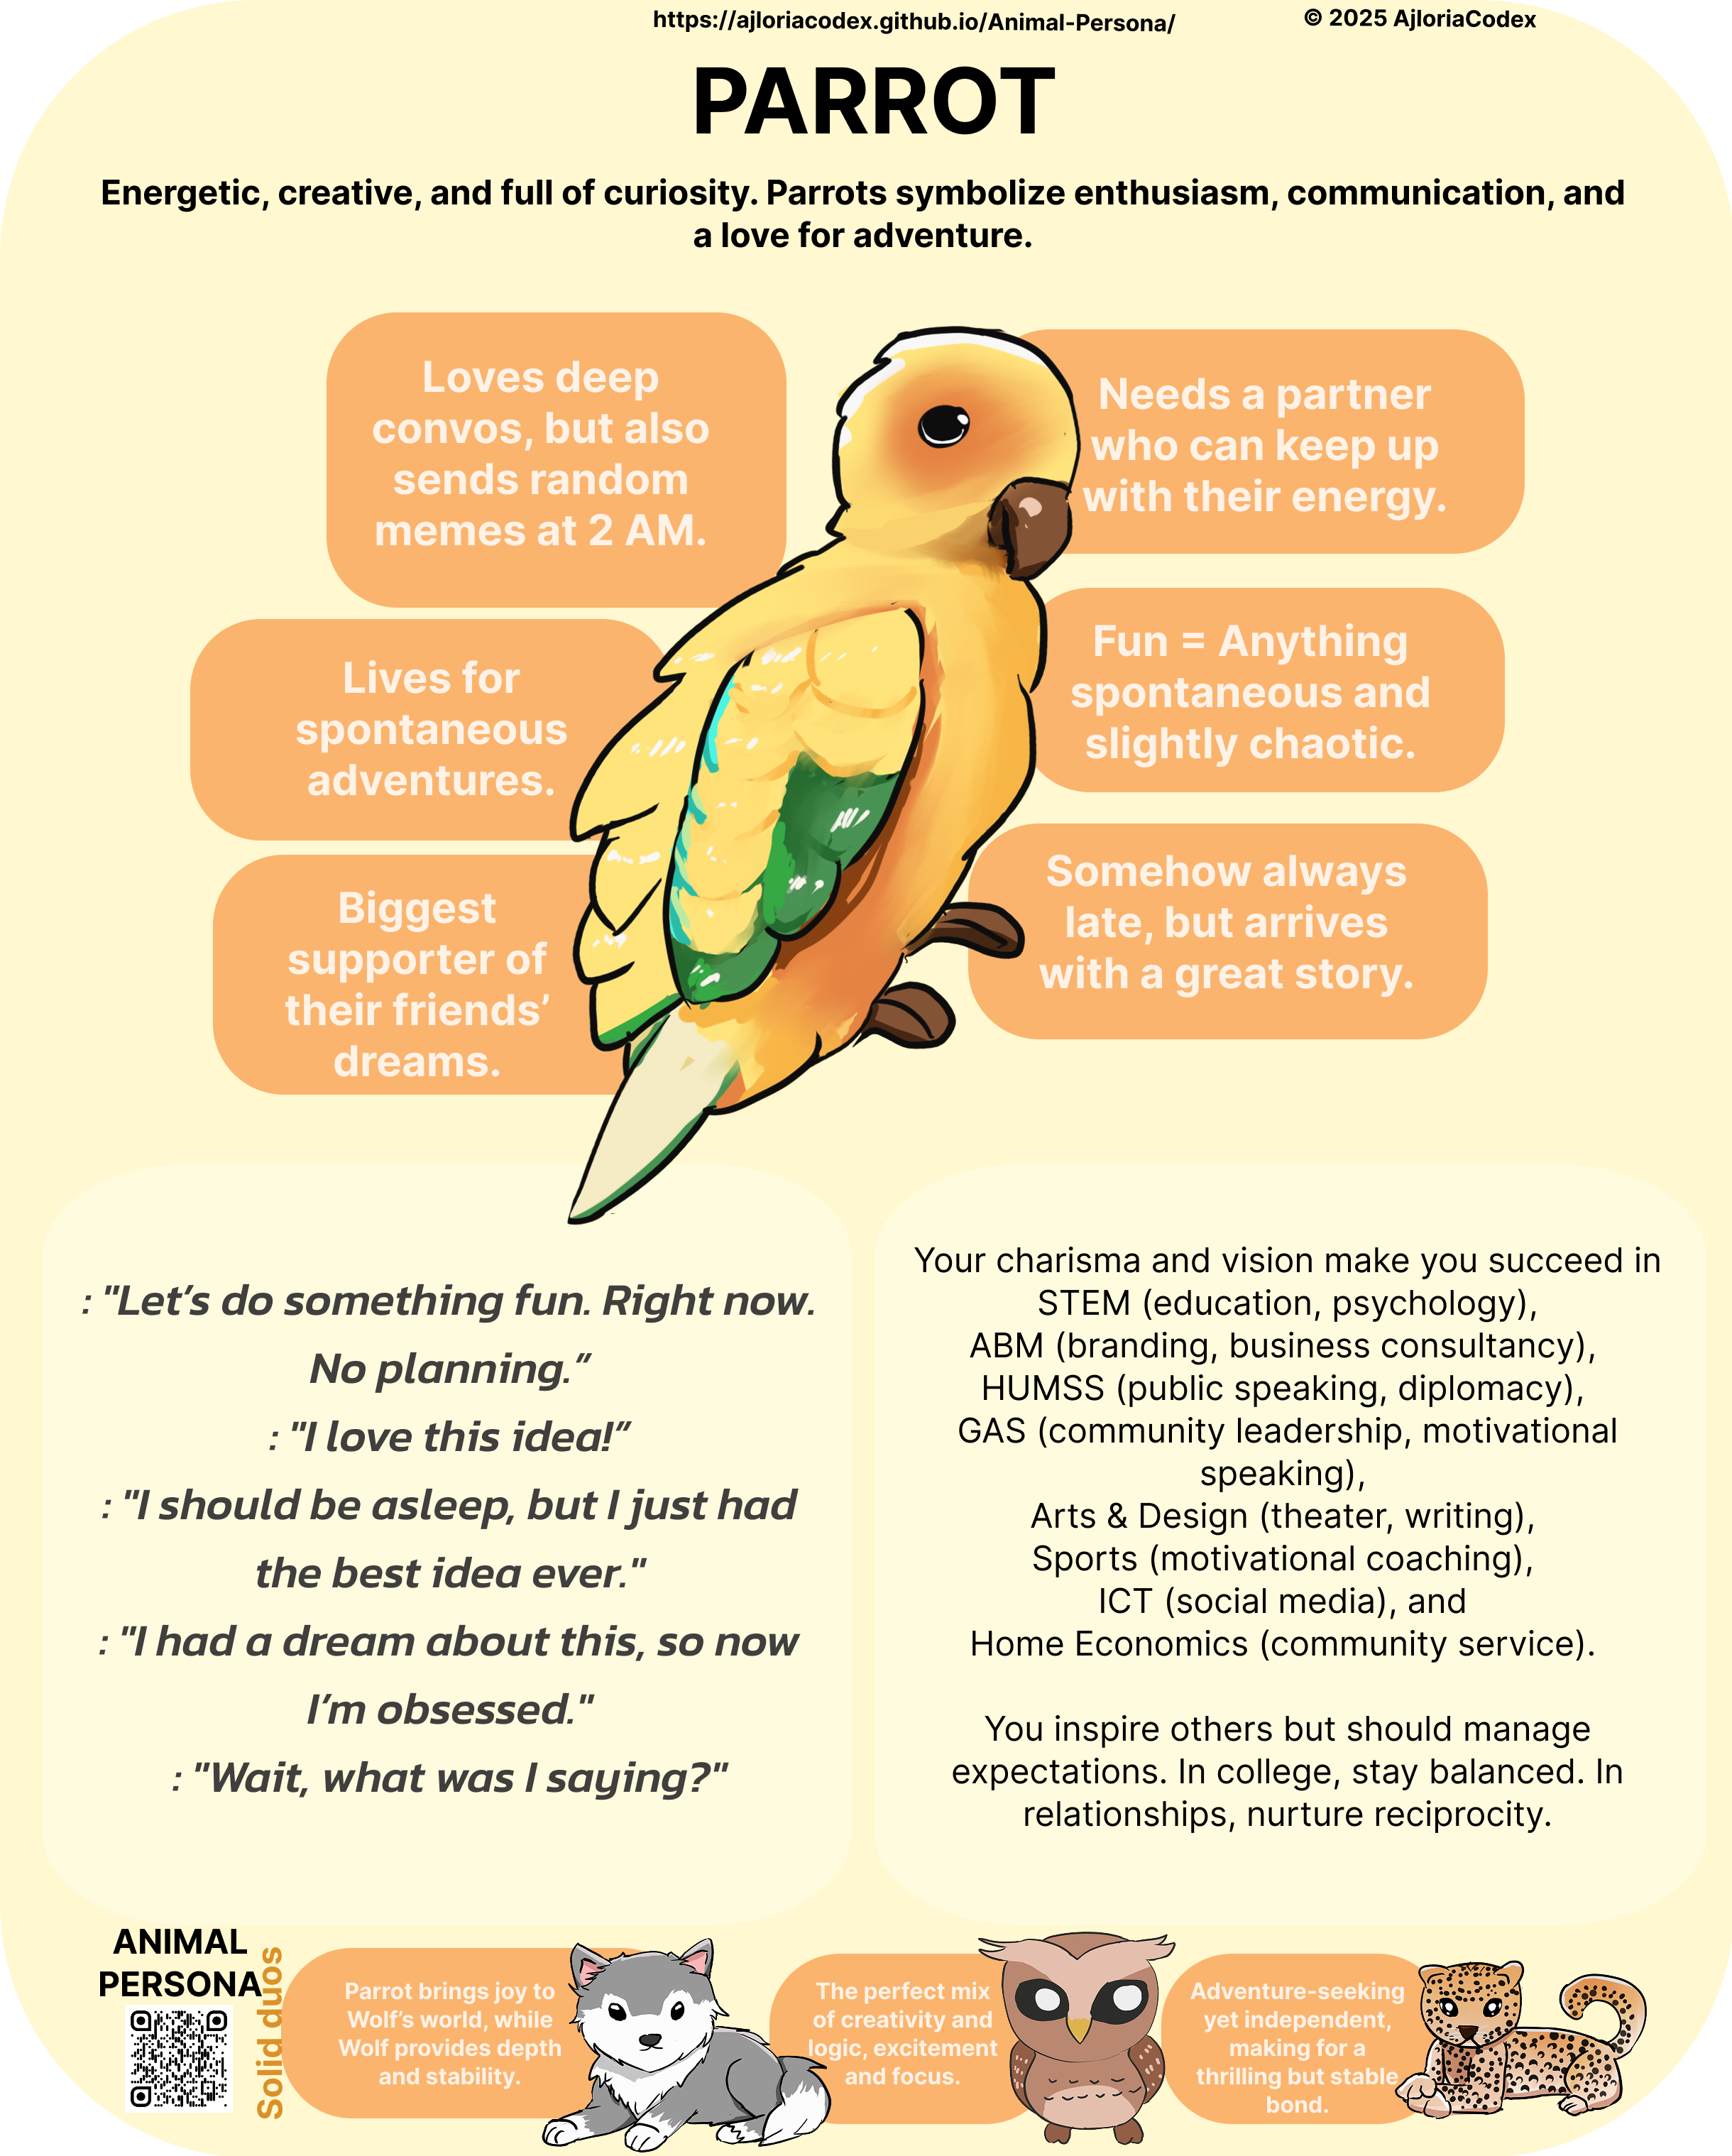 https://ajloriacodex.github.io/Animal-Persona/
© 2025 AjloriaCodex
PARROT
Energetic, creative, and full of curiosity. Parrots symbolize enthusiasm, communication, and
a love for adventure.
Loves deep
convos, but also
sends random
memes at 2 AM.
Needs a partner
who can keep up
with their energy.
Lives for
spontaneous
adventures.
Fun = Anything
spontaneous and
slightly chaotic.
Biggest
supporter of
their friends’
dreams.
Somehow always
late, but arrives
with a great story.
: "Let’s do something fun. Right now.
No planning.”
: "I love this idea!”
: "I should be asleep, but I just had
the best idea ever."
: "I had a dream about this, so now
I’m obsessed."
: "Wait, what was I saying?"
Your charisma and vision make you succeed in
STEM (education, psychology),
ABM (branding, business consultancy),
HUMSS (public speaking, diplomacy),
GAS (community leadership, motivational
speaking),
Arts & Design (theater, writing),
Sports (motivational coaching),
ICT (social media), and
Home Economics (community service).
You inspire others but should manage
expectations. In college, stay balanced. In
relationships, nurture reciprocity.
ANIMAL
PERSONA
Solid duos
Parrot brings joy to
Wolf’s world, while
Wolf provides depth
and stability.
The perfect mix
of creativity and
logic, excitement
and focus.
Adventure-seeking
yet independent,
making for a
thrilling but stable
bond.